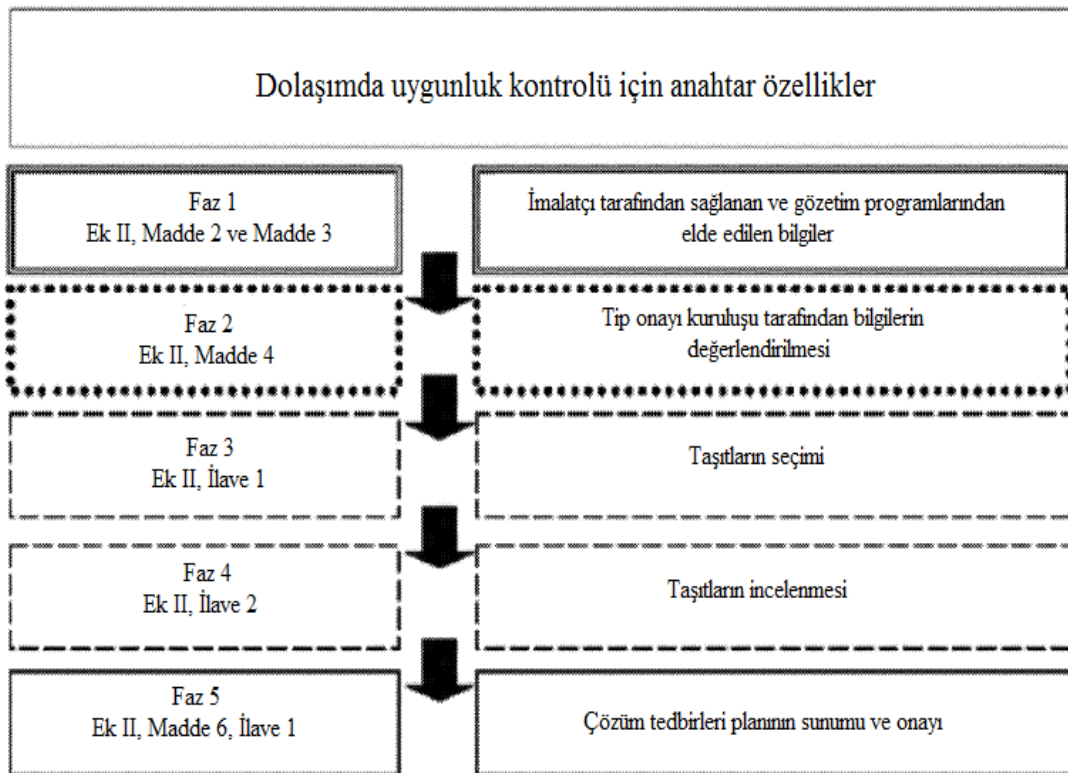 Dolaşımda uygunluk kontrolü için anahtar özellikler
Faz 1
Ek II, Madde 2 ve Madde 3
İmalatçı tarafından sağlanan ve gözetim programlarından
elde edilen bilgiler
Faz 2
Ek II, Madde 4
Tip onayı kuruluşu tarafından bilgilerin
değerlendirilmesi
Faz 3
Ek II, İlave 1
Taşıtların seçimi
Faz 4
Ek II, İlave 2
Taşıtların incelenmesi
Faz 5
Ek II, Madde 6, İlave 1
Çözüm tedbirleri planının sunumu ve onayı